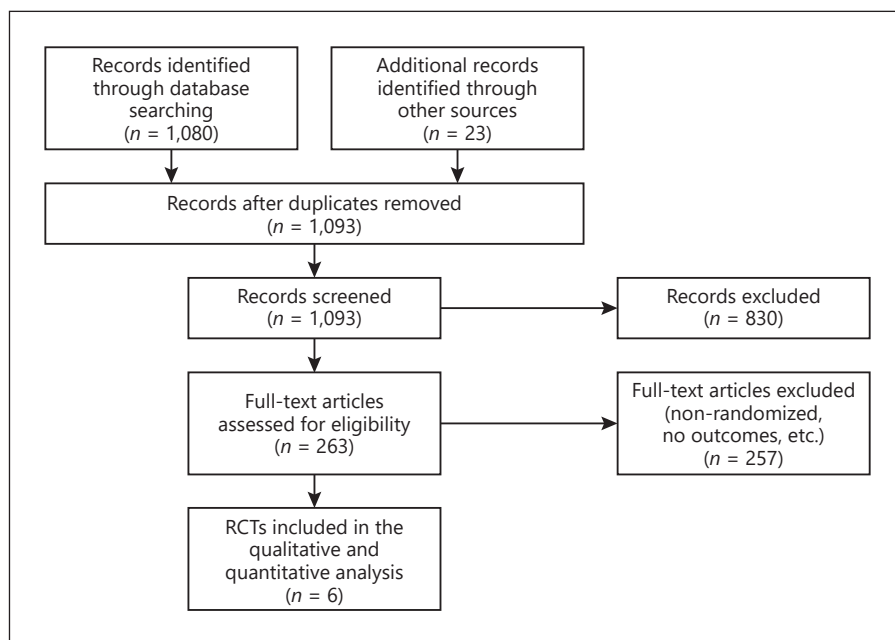 Records identified
through database
searching
(n = 1,080)
Additional records
identified through
other sources
(n = 23)
Records after duplicates removed
(n = 1,093)
Records screened
(n = 1,093)
Records excluded
(n = 830)
Full-text articles
assessed for eligibility
(n = 263)
Full-text articles excluded
(non-randomized,
no outcomes, etc.)
(n = 257)
RCTs included in the
qualitative and
quantitative analysis
(n = 6)